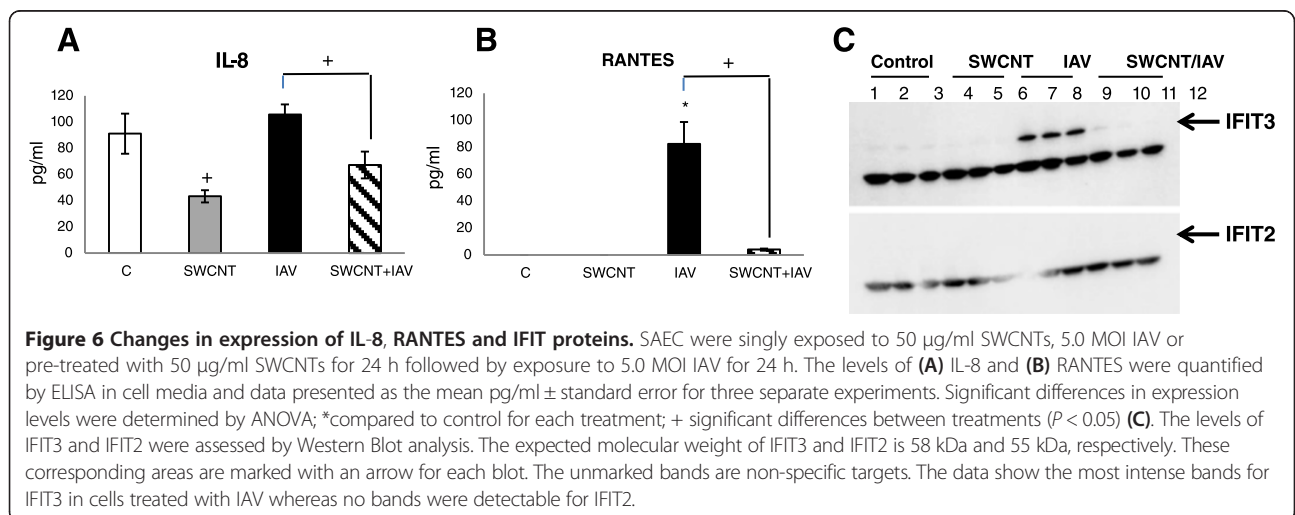 A
IL-8
+
pg/ml
120
100
80
60
40
20
0
+
C SWCNT IAV SWCNT+IAV
B
RANTES
+
pg/ml
120
100
80
60
40
20
0
*
C SWCNT IAV SWCNT+IAV
C
Control SWCNT IAV SWCNT/IAV
1 2 3 4 5 6 7 8 9 10 11 12
IFIT3
IFIT2
Figure 6 Changes in expression of IL-8, RANTES and IFIT proteins. SAEC were singly exposed to 50 μg/ml SWCNTs, 5.0 MOI IAV or
pre-treated with 50 μg/ml SWCNTs for 24 h followed by exposure to 5.0 MOI IAV for 24 h. The levels of (A) IL-8 and (B) RANTES were quantified
by ELISA in cell media and data presented as the mean pg/ml ± standard error for three separate experiments. Significant differences in expression
levels were determined by ANOVA; *compared to control for each treatment; + significant differences between treatments (P < 0.05) (C). The levels of
IFIT3 and IFIT2 were assessed by Western Blot analysis. The expected molecular weight of IFIT3 and IFIT2 is 58 kDa and 55 kDa, respectively. These
corresponding areas are marked with an arrow for each blot. The unmarked bands are non-specific targets. The data show the most intense bands for
IFIT3 in cells treated with IAV whereas no bands were detectable for IFIT2.